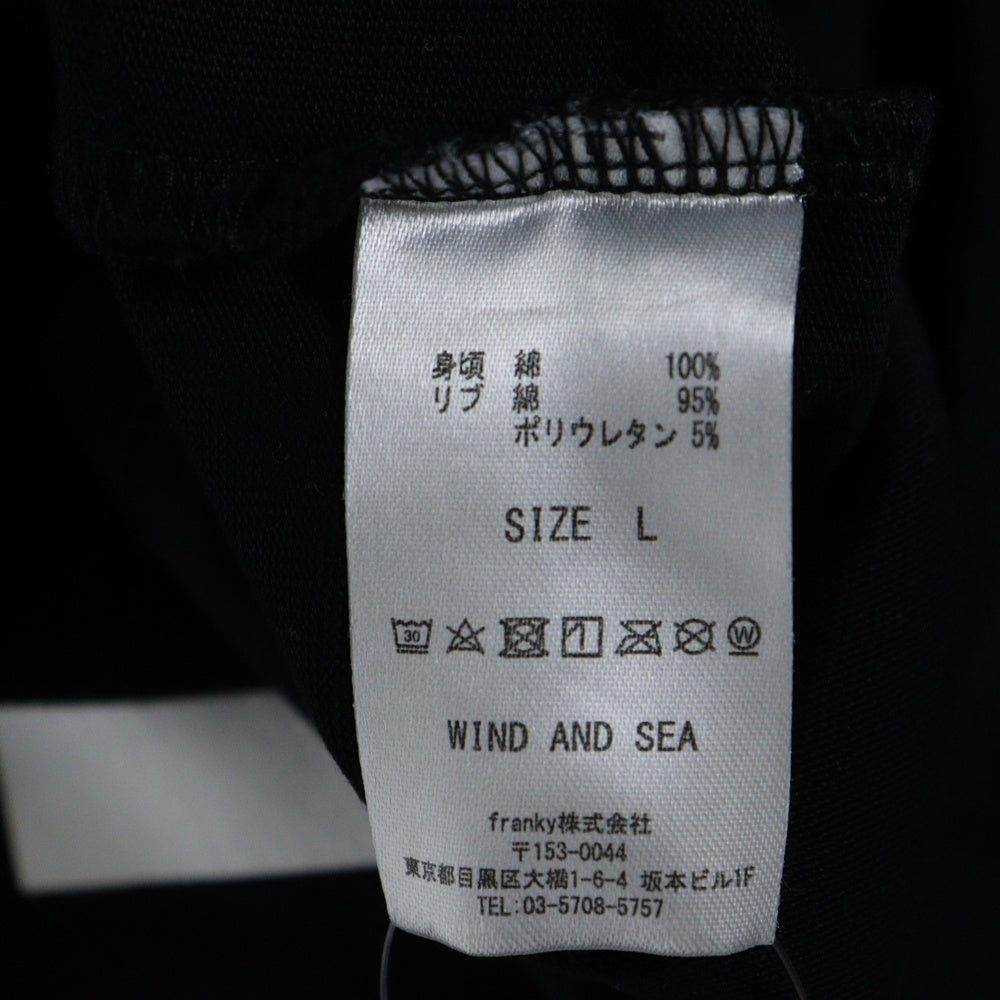 身頃 綿 100%
リブ 綿 95%
ポリウレタン 5%
SIZE L
30
W
WIND AND SEA
franky株式会社
〒153-0044
東京都目黒区大橋1-6-4 坂本ビル1F
TEL:03-5708-5757